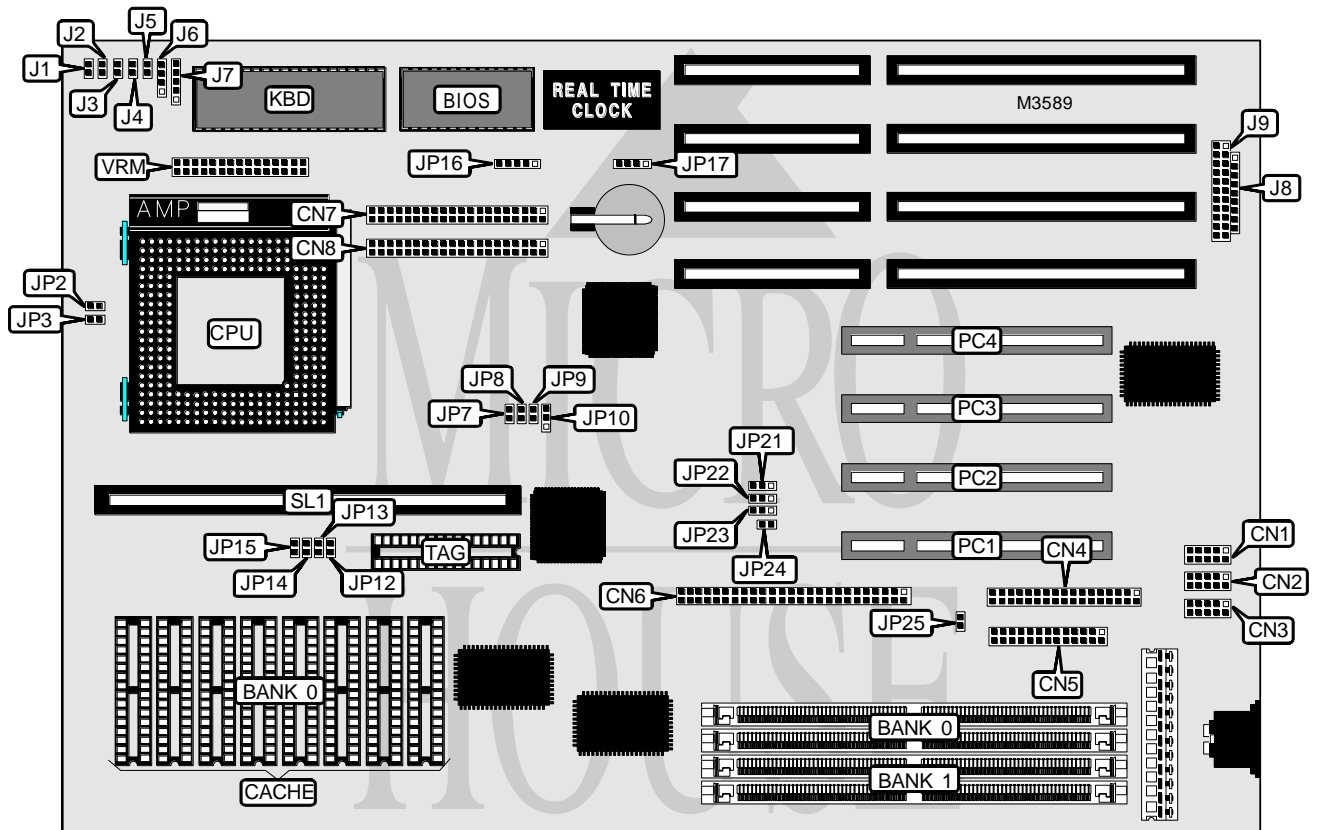 J5
J2
J6
J1
J7
J3
J4
KBD
BIOS
REAL TIME
CLOCK
M3589
J9
J8
VRM
JP16
JP17
AMP
CN7
CN8
JP2
JP3
CPU
PC4
JP8
JP9
JP7
JP10
PC3
JP21
JP22
PC2
JP23
JP24
SL1
JP13
JP15
JP14
JP12
TAG
PC1
CN4
CN1
CN2
CN3
CN6
JP25
CN5
BANK 0
BANK 0
BANK 1
CACHE
MICRO
HOUSE